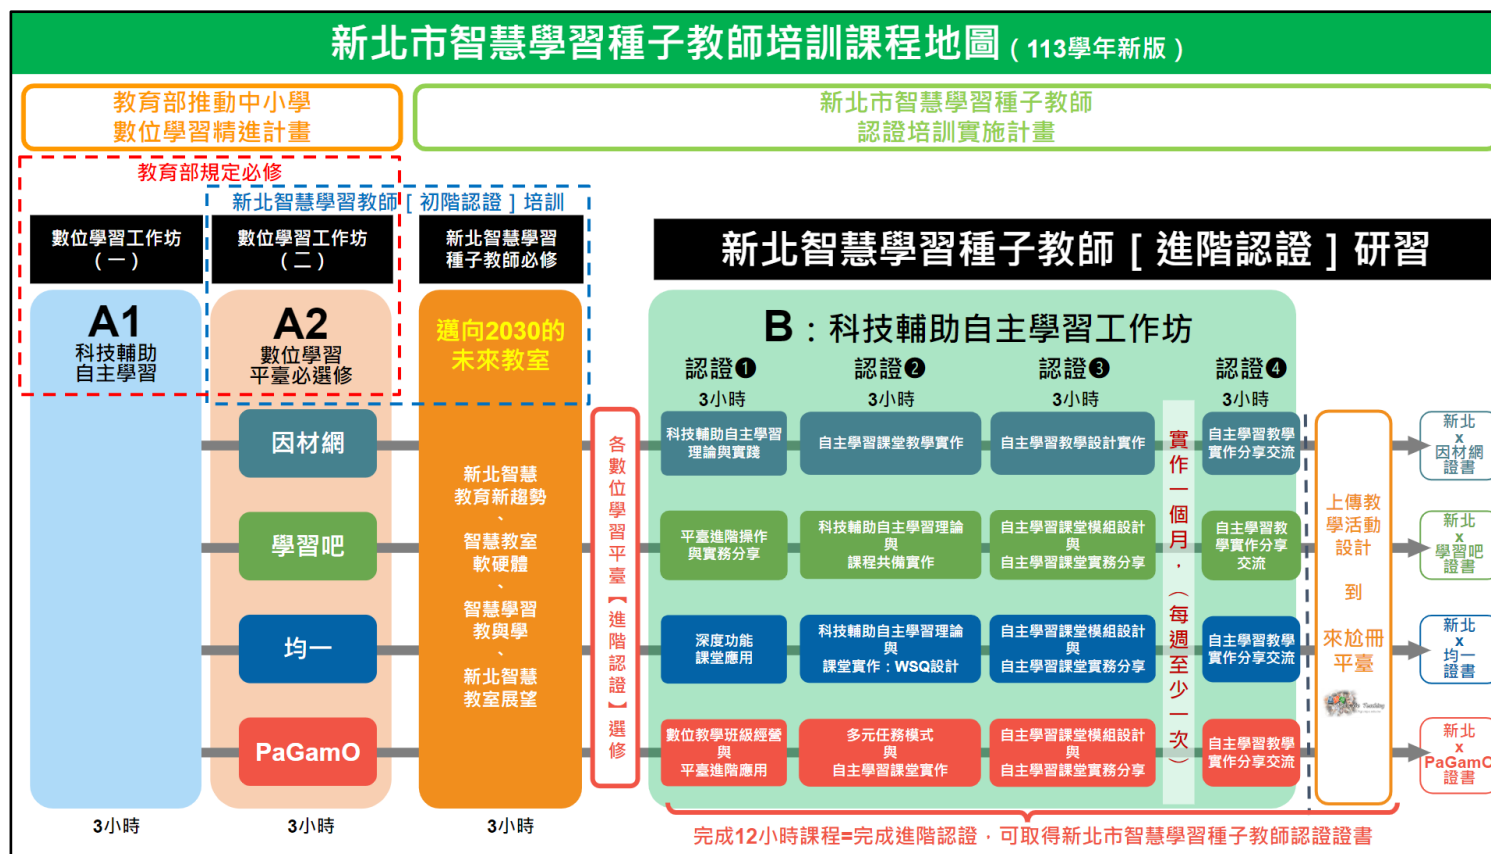 新北市智慧學習種子教師培訓課程地圖（113學年新版）
教育部推動中小學
數位學習精進計畫
新北市智慧學習種子教師
認證培訓實施計畫
教育部規定必修
新北智慧學習教師［初階認證］培訓
數位學習工作坊
（一）
數位學習工作坊
（二）
新北智慧學習
種子教師必修
新北智慧學習種子教師［進階認證］研習
A1
科技輔助
自主學習
3小時
A2
數位學習
平臺必選修
因材網
學習吧
均一
PaGamO
3小時
邁向2030的
未來教室
新北智慧
教育新趨勢
、
智慧教室
軟硬體
、
智慧學習
教與學
、
新北智慧
教室展望
3小時
各數位學習平臺【進階認證】選修
B：科技輔助自主學習工作坊
認證❶
認證❷
認證❸
認證❹
3小時
3小時
3小時
3小時
科技輔助自主學習
理論與實踐
自主學習課堂教學實作
自主學習教學設計實作
自主學習教學
實作分享交流
平臺進階操作
與實務分享
科技輔助自主學習理論
與
課程共備實作
自主學習課堂模組設計
與
自主學習課堂實務分享
自主學習教
學實作分享
交流
深度功能
課堂應用
科技輔助自主學習理論
與
課堂實作：WSQ設計
自主學習課堂模組設計
與
自主學習課堂實務分享
自主學習教學
實作分享交流
數位教學班級經營
與
平臺進階應用
多元任務模式
與
自主學習課堂實作
自主學習課堂模組設計
與
自主學習課堂實務分享
自主學習教學
實作分享交流
實作一個月，（每週至少一次）
上傳教
學活動
設計
到
來尬冊
平臺
新北
x
因材網
證書
新北
x
學習吧
證書
新北
x
均一
證書
新北
x
PaGamO
證書
完成12小時課程=完成進階認證，可取得新北市智慧學習種子教師認證證書